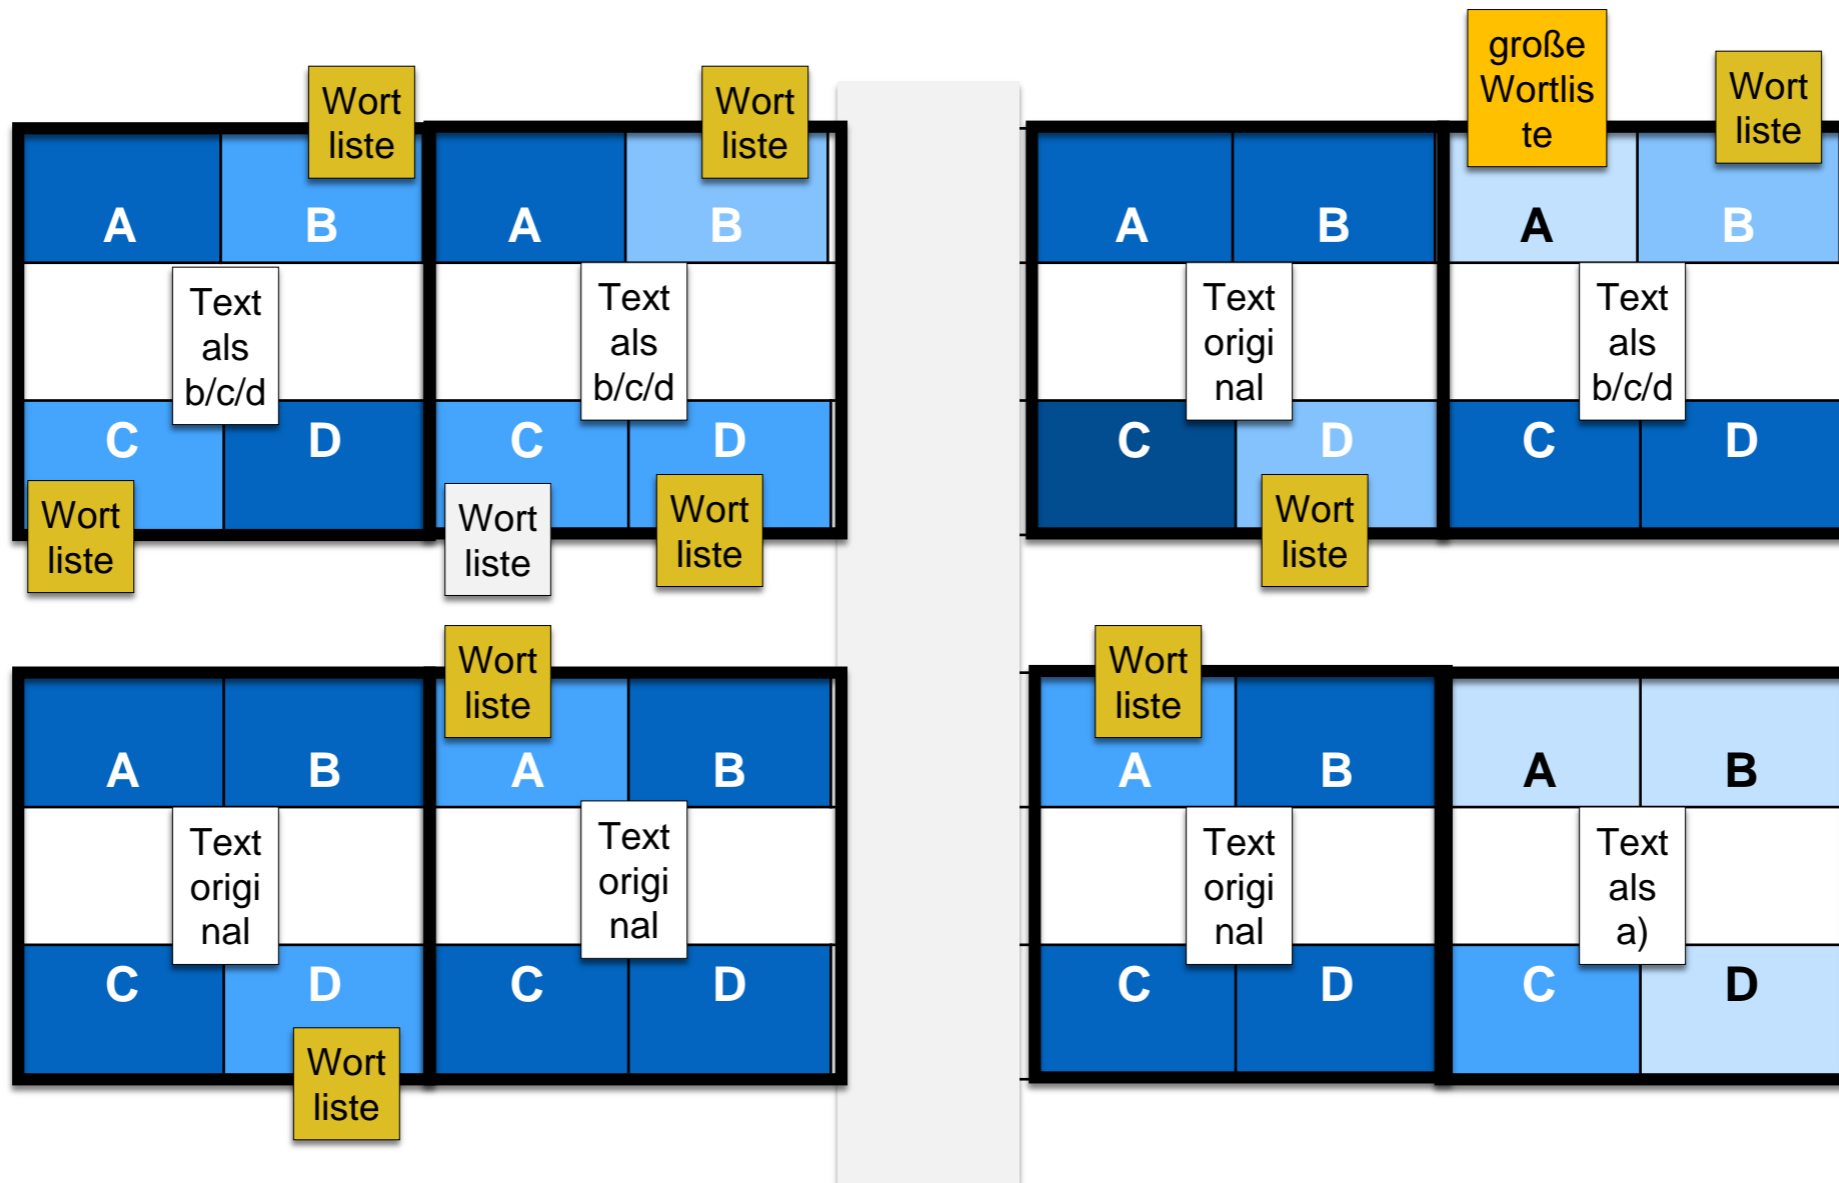 große
Wortlis
te
Wort
liste
Wort
liste
Wort
liste
A
B
A
B
A
B
A
B
Text
als
b/c/d
Text
als
b/c/d
Text
origi
nal
Text
als
b/c/d
C
D
C
D
C
D
C
D
Wort
liste
Wort
liste
Wort
liste
Wort
liste
Wort
liste
Wort
liste
A
B
A
B
A
B
A
B
Text
origi
nal
Text
origi
nal
Text
origi
nal
Text
als
a)
C
D
C
D
C
D
C
D
Wort
liste